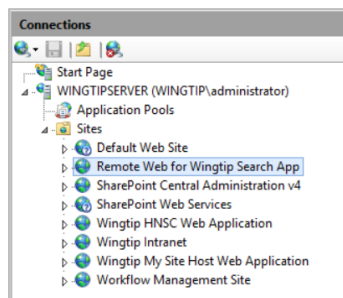 Connections
Start Page
WINGTIPSERVER (WINGTIP\administrator)
Application Pools
Sites
Default Web Site
Remote Web for Wingtip Search App
SharePoint Central Administration v4
SharePoint Web Services
Wingtip HNSC Web Application
Wingtip Intranet
Wingtip My Site Host Web Application
Workflow Management Site